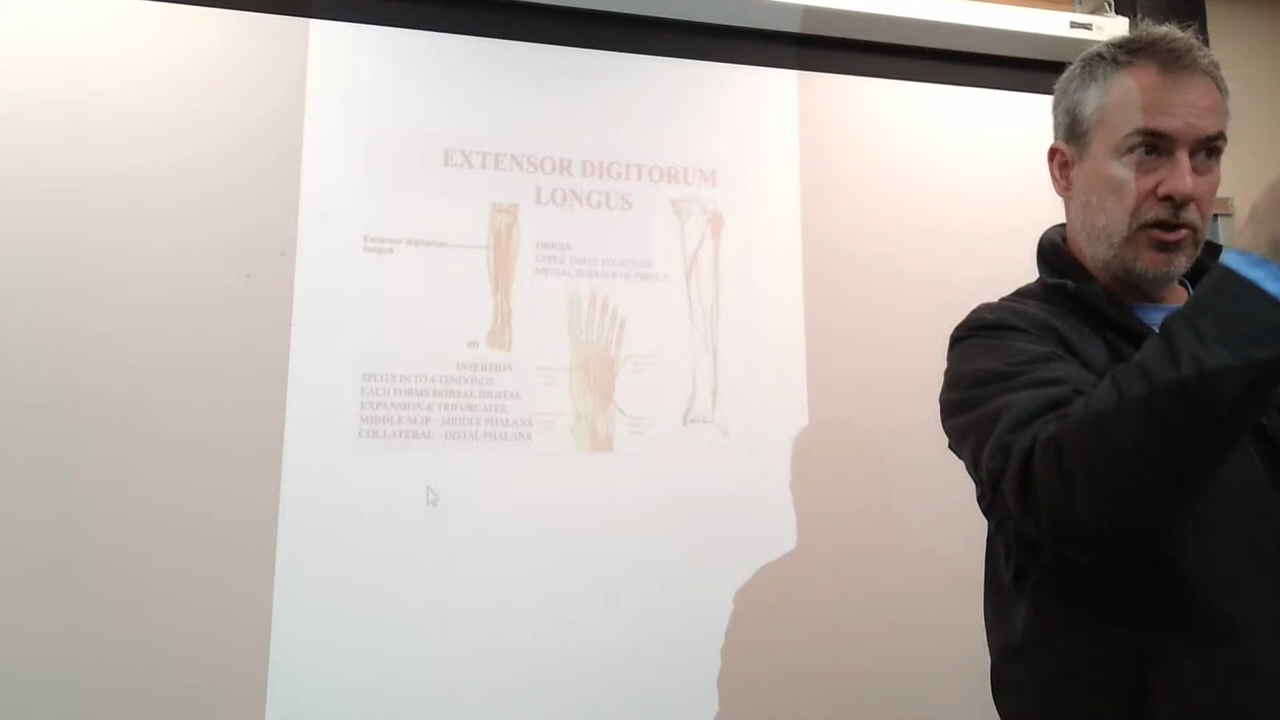 EXTENSOR DIGITORUM
LONGUS
Extensor digitorum
longus
ORIGIN
UPPER THREE FOURTH OF
MEDIAL SURFACE OF FIBULA
INSERTION
SPLITS IN TO 4 TENDONDS
EACH FORMS DORSAL DIGITAL
EXPANSION & TRIFURCATES.
MIDDLE SLIP - MIDDLE PHALANX
COLLATERAL - DISTAL PHALANX